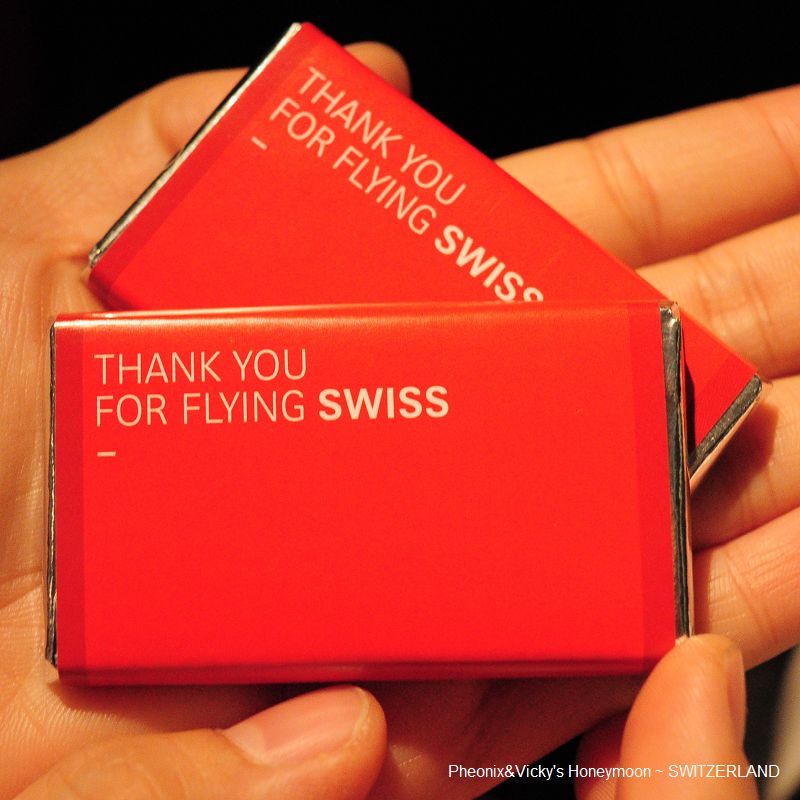 THANK YOU
FOR FLYING SWISS
–
THANK YOU
FOR FLYING SWISS
–
Pheonix&Vicky's Honeymoon ~ SWITZERLAND